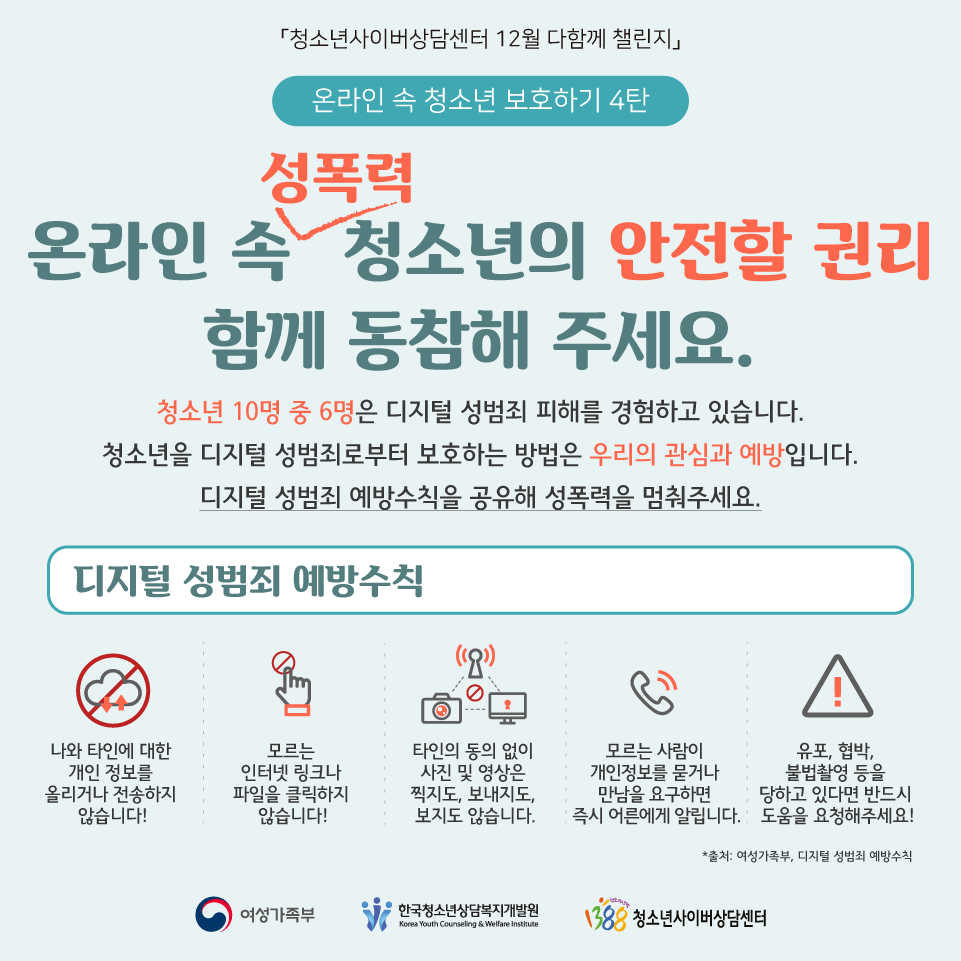 「청소년사이버상담센터 12월 다함께 챌린지」
온라인 속 청소년 보호하기 4탄
성폭력
온라인 속 청소년의 안전할 권리
함께 동참해 주세요.
청소년 10명 중 6명은 디지털 성범죄 피해를 경험하고 있습니다.
청소년을 디지털 성범죄로부터 보호하는 방법은 우리의 관심과 예방입니다.
디지털 성범죄 예방수칙을 공유해 성폭력을 멈춰주세요.
디지털 성범죄 예방수칙
나와 타인에 대한
개인 정보를
올리거나 전송하지
않습니다!
모르는
인터넷 링크나
파일을 클릭하지
않습니다!
타인의 동의 없이
사진 및 영상은
찍지도, 보내지도,
보지도 않습니다.
모르는 사람이
개인정보를 묻거나
만남을 요구하면
즉시 어른에게 알립니다.
유포, 협박,
불법촬영 등을
당하고 있다면 반드시
도움을 요청해주세요!
*출처: 여성가족부, 디지털 성범죄 예방수칙
여성가족부
한국청소년상담복지개발원
Korea Youth Counseling & Welfare Institute
1388 청소년사이버상담센터